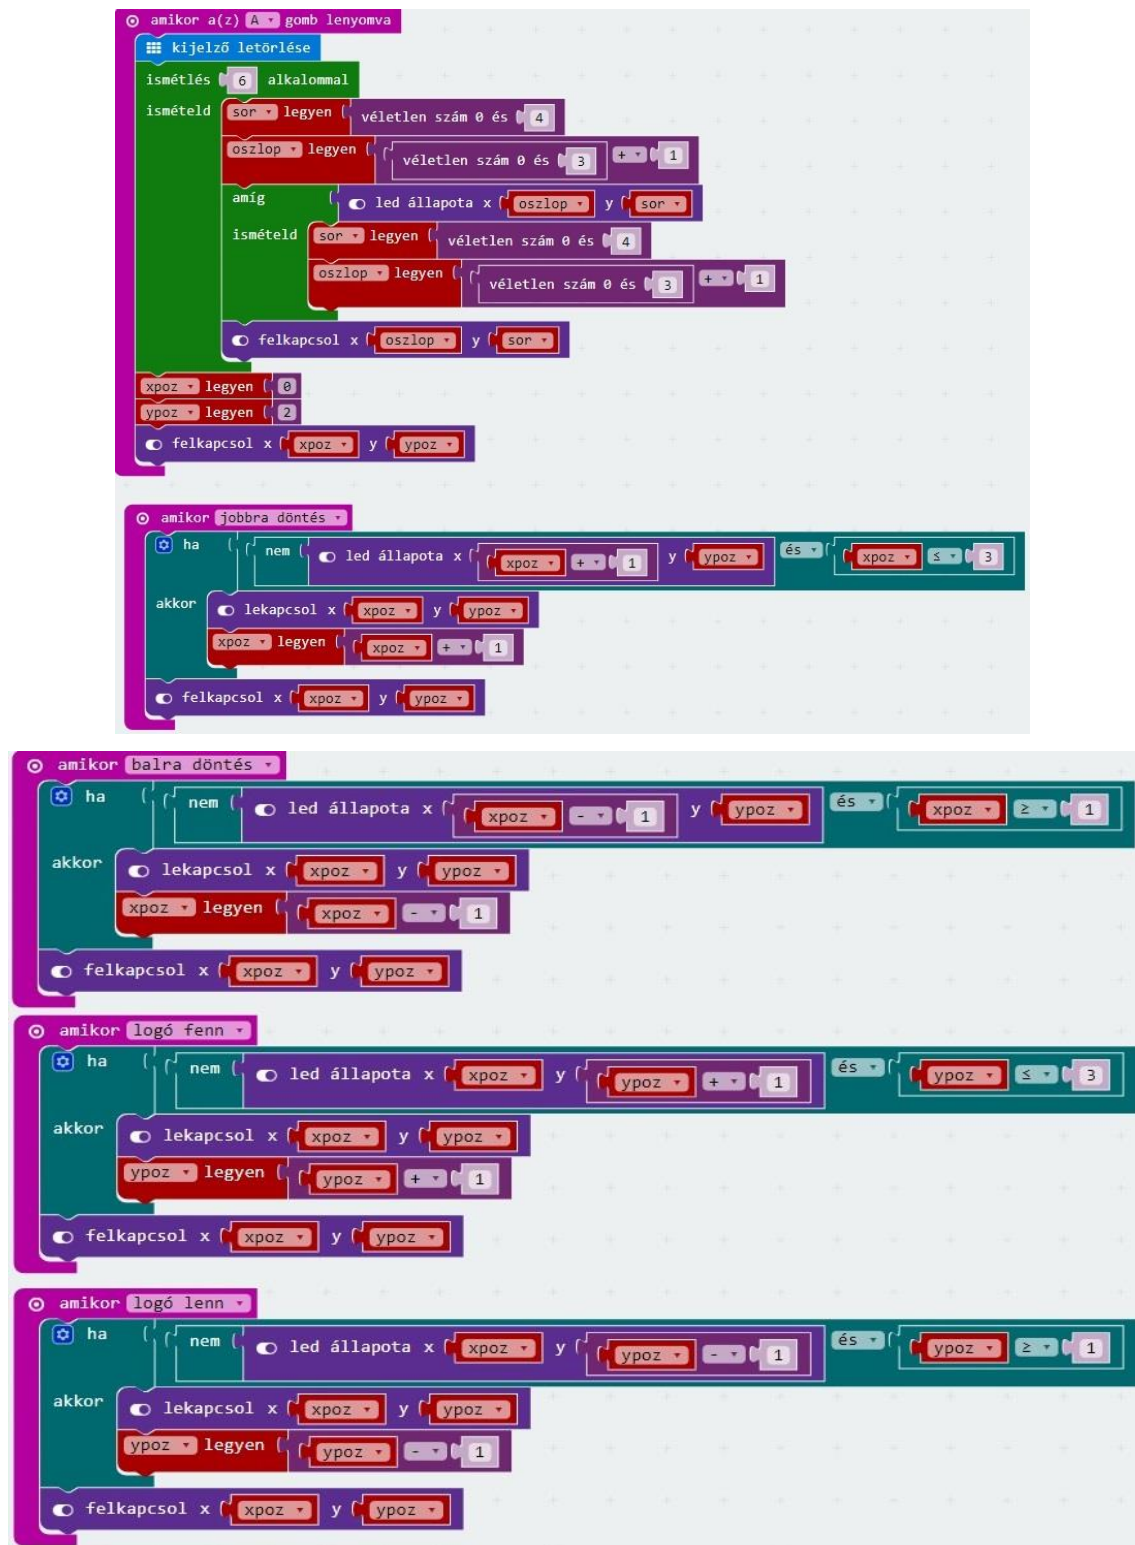 amikor a(z) A gomb lenyomva
kijelző letörlése
ismétlés 6 alkalommal
ismételd sor legyen véletlen szám 0 és 4
oszlop legyen véletlen szám 0 és 3 + 1
amíg led állapota x oszlop y sor
ismételd sor legyen véletlen szám 0 és 4
oszlop legyen véletlen szám 0 és 3 + 1
felkapcsol x oszlop y sor
xpoz legyen 0
ypoz legyen 2
felkapcsol x xpoz y ypoz
amikor jobbra döntés
ha nem led állapota x xpoz + 1 y ypoz és xpoz ≤ 3
akkor lekapcsol x xpoz y ypoz
xpoz legyen xpoz + 1
felkapcsol x xpoz y ypoz
amikor balra döntés
ha nem led állapota x xpoz - 1 y ypoz és xpoz ≥ 1
akkor lekapcsol x xpoz y ypoz
xpoz legyen xpoz - 1
felkapcsol x xpoz y ypoz
amikor logó fenn
ha nem led állapota x xpoz y ypoz + 1 és ypoz ≤ 3
akkor lekapcsol x xpoz y ypoz
ypoz legyen ypoz + 1
felkapcsol x xpoz y ypoz
amikor logó lenn
ha nem led állapota x xpoz y ypoz - 1 és ypoz ≥ 1
akkor lekapcsol x xpoz y ypoz
ypoz legyen ypoz - 1
felkapcsol x xpoz y ypoz